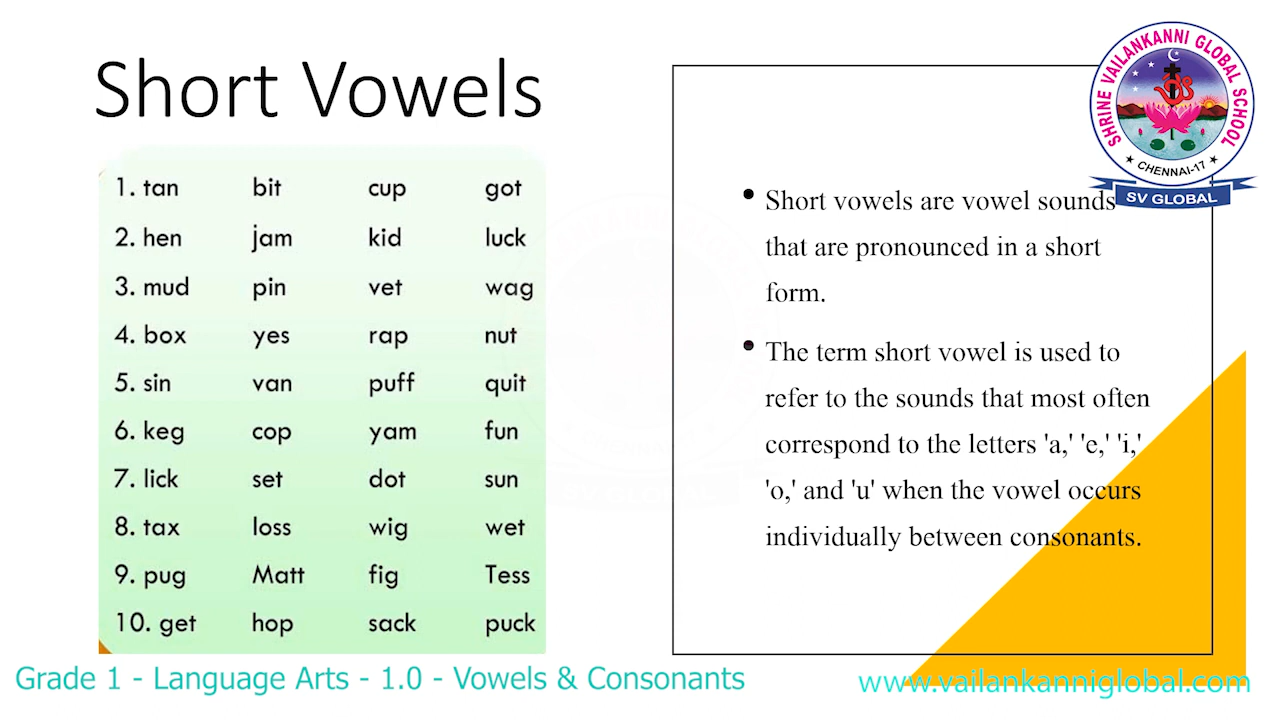 Short Vowels
1. tan bit cup got
2. hen jam kid luck
3. mud pin vet wag
4. box yes rap nut
5. sin van puff quit
6. keg cop yam fun
7. lick set dot sun
8. tax loss wig wet
9. pug Matt fig Tess
10. get hop sack puck
• Short vowels are vowel sounds
that are pronounced in a short
form.
• The term short vowel is used to
refer to the sounds that most often
correspond to the letters 'a,' 'e,' 'i,'
'o,' and 'u' when the vowel occurs
individually between consonants.
SHRINE VAILANKANNI GLOBAL SCHOOL
★ CHENNAI-17 ★
SV GLOBAL
SV GLOBAL
Grade 1 - Language Arts - 1.0 - Vowels & Consonants
www.vailankanniglobal.com